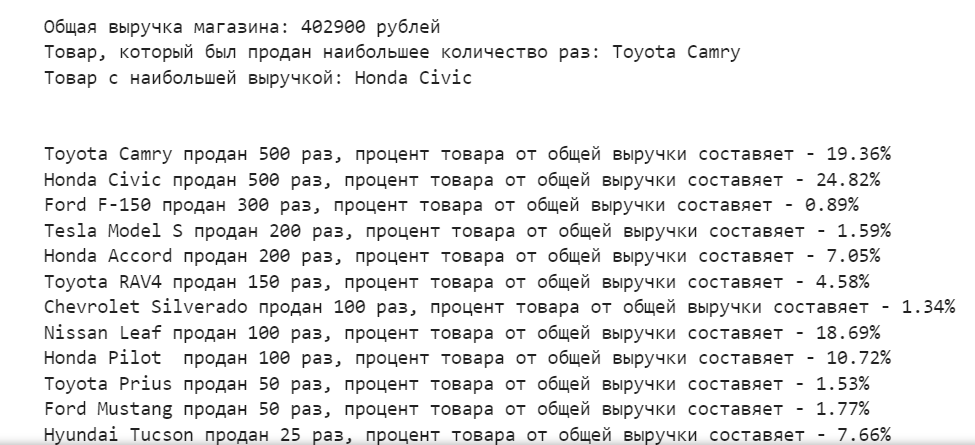 Общая выручка магазина: 402900 рублей
Товар, который был продан наибольшее количество раз: Toyota Camry
Товар с наибольшей выручкой: Honda Civic
Toyota Camry продан 500 раз, процент товара от общей выручки составяет - 19.36%
Honda Civic продан 500 раз, процент товара от общей выручки составяет - 24.82%
Ford F-150 продан 300 раз, процент товара от общей выручки составяет - 0.89%
Tesla Model S продан 200 раз, процент товара от общей выручки составяет - 1.59%
Honda Accord продан 200 раз, процент товара от общей выручки составяет - 7.05%
Toyota RAV4 продан 150 раз, процент товара от общей выручки составяет - 4.58%
Chevrolet Silverado продан 100 раз, процент товара от общей выручки составяет - 1.34%
Nissan Leaf продан 100 раз, процент товара от общей выручки составяет - 18.69%
Honda Pilot  продан 100 раз, процент товара от общей выручки составяет - 10.72%
Toyota Prius продан 50 раз, процент товара от общей выручки составяет - 1.53%
Ford Mustang продан 50 раз, процент товара от общей выручки составяет - 1.77%
Hyundai Tucson продан 25 раз, процент товара от общей выручки составяет - 7.66%